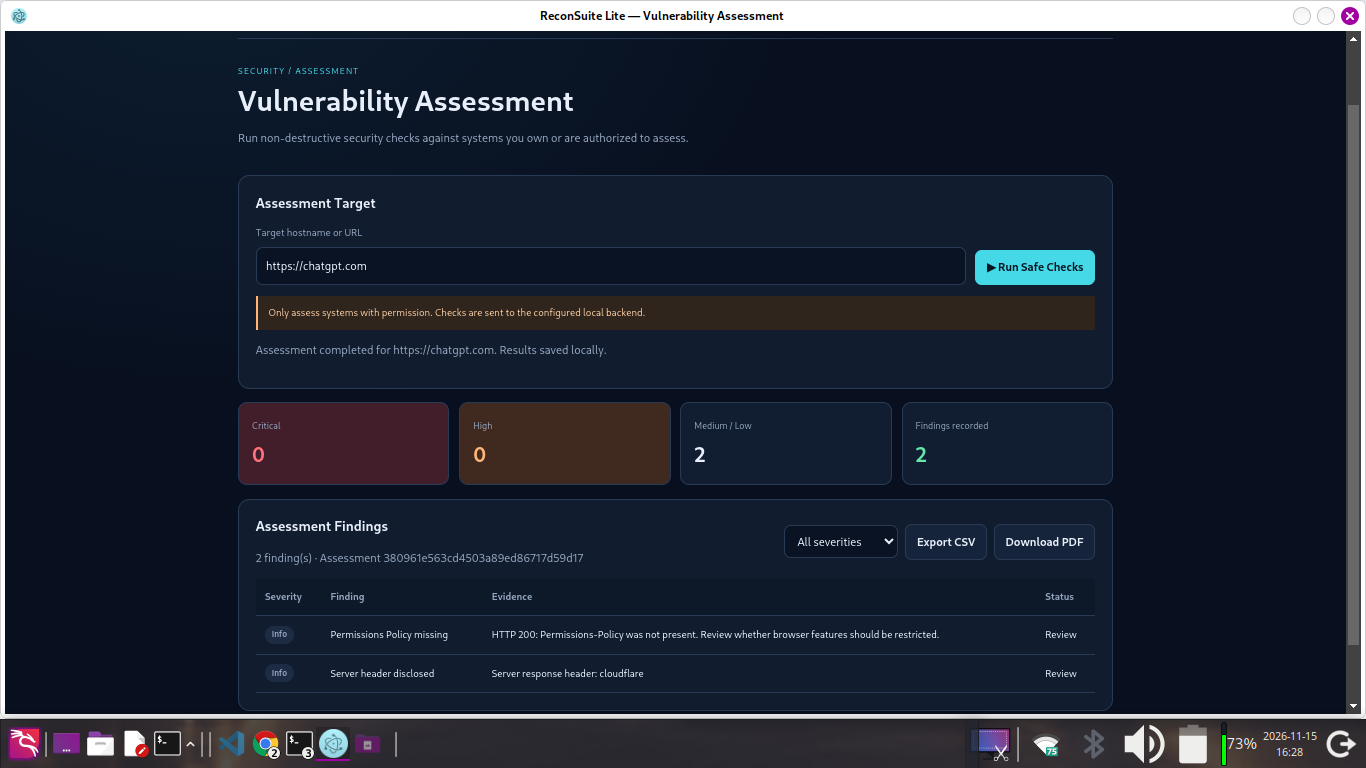 ReconSuite Lite — Vulnerability Assessment
SECURITY / ASSESSMENT
Vulnerability Assessment
Run non-destructive security checks against systems you own or are authorized to assess.
Assessment Target
Target hostname or URL
https://chatgpt.com
▶ Run Safe Checks
Only assess systems with permission. Checks are sent to the configured local backend.
Assessment completed for https://chatgpt.com. Results saved locally.
Critical
0
High
0
Medium / Low
2
Findings recorded
2
Assessment Findings
2 finding(s) · Assessment 380961e563cd4503a89ed86717d59d17
All severities
Export CSV
Download PDF
Severity Finding Evidence Status
Info Permissions Policy missing HTTP 200: Permissions-Policy was not present. Review whether browser features should be restricted. Review
Info Server header disclosed Server response header: cloudflare Review
$_
2
$_
3
75
73%
2026-11-15
16:28